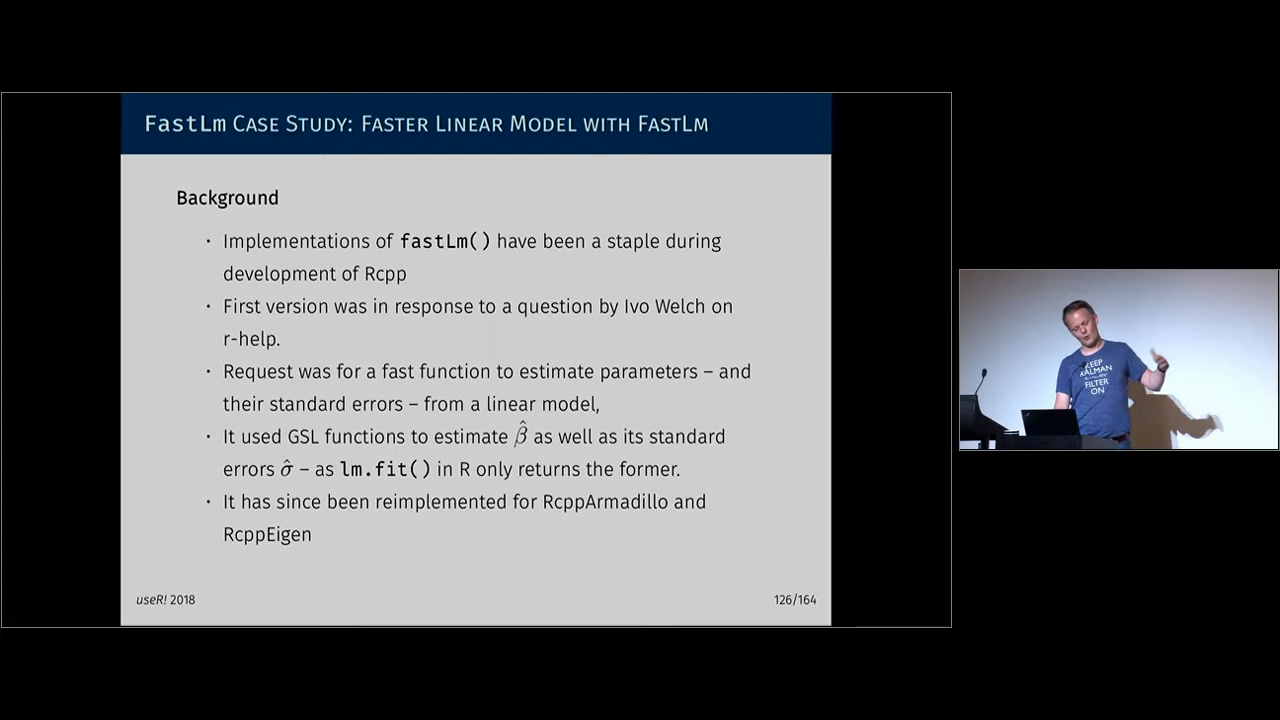 FastLm Case Study: Faster Linear Model with FastLm
Background
· Implementations of fastLm() have been a staple during
development of Rcpp
· First version was in response to a question by Ivo Welch on
r-help.
· Request was for a fast function to estimate parameters – and
their standard errors – from a linear model,
· It used GSL functions to estimate β̂ as well as its standard
errors σ̂ – as lm.fit() in R only returns the former.
· It has since been reimplemented for RcppArmadillo and
RcppEigen
useR! 2018
126/164
KEEP
KALMAN
FILTER
ON